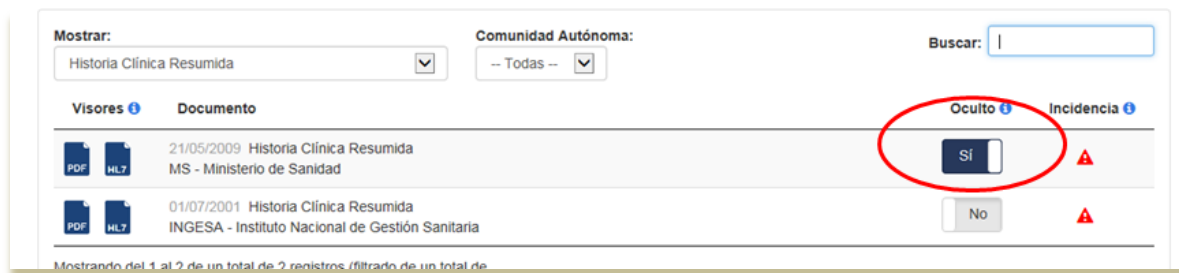 Mostrar: Comunidad Autónoma: Buscar:
Historia Clínica Resumida -- Todas --
Visores Documento Oculto Incidencia
PDF HL7 21/05/2009 Historia Clínica Resumida Sí
MS - Ministerio de Sanidad
PDF HL7 01/07/2001 Historia Clínica Resumida No
INGESA - Instituto Nacional de Gestión Sanitaria
Mostrando del 1 al 2 de un total de 2 registros (filtrado de un total de